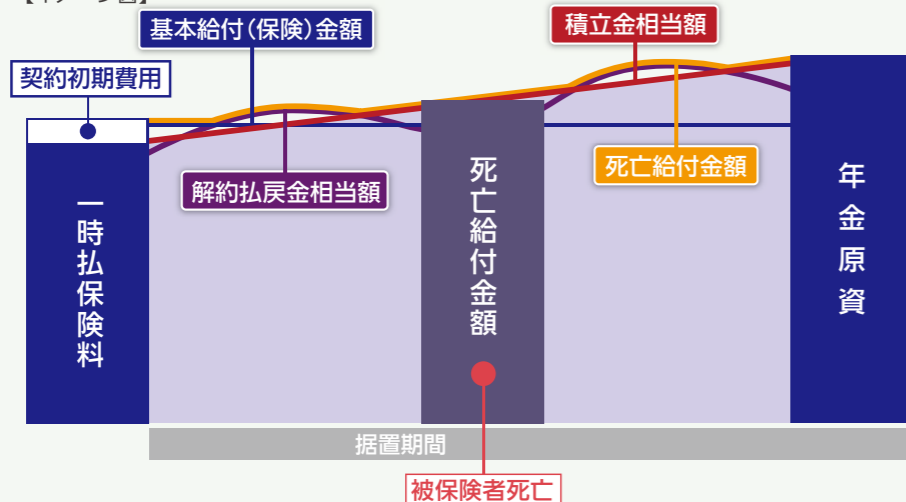 基本給付(保険)金額
積立金相当額
契約初期費用
解約払戻金相当額
死亡給付金額
一時払保険料
死亡給付金額
年金原資
据置期間
被保険者死亡